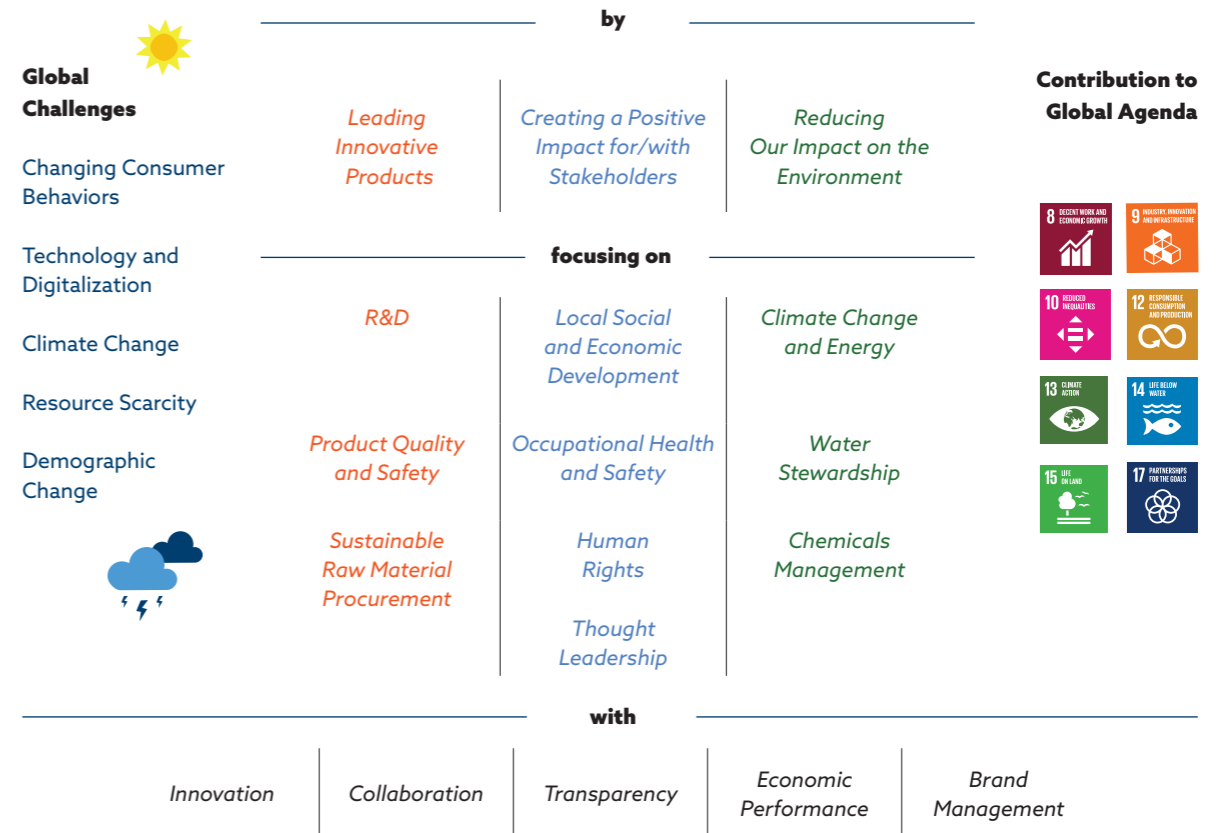 by
Global
Challenges
Changing Consumer
Behaviors
Technology and
Digitalization
Climate Change
Resource Scarcity
Demographic
Change
Leading
Innovative
Products
Creating a Positive
Impact for/with
Stakeholders
Reducing
Our Impact on the
Environment
focusing on
R&D
Product Quality
and Safety
Sustainable
Raw Material
Procurement
Local Social
and Economic
Development
Occupational Health
and Safety
Human
Rights
Thought
Leadership
Climate Change
and Energy
Water
Stewardship
Chemicals
Management
Contribution to
Global Agenda
8 DECENT WORK AND
ECONOMIC GROWTH
9 INDUSTRY, INNOVATION
AND INFRASTRUCTURE
10 REDUCED
INEQUALITIES
12 RESPONSIBLE
CONSUMPTION
AND PRODUCTION
13 CLIMATE
ACTION
14 LIFE BELOW
WATER
15 LIFE
ON LAND
17 PARTNERSHIPS
FOR THE GOALS
with
Innovation
Collaboration
Transparency
Economic
Performance
Brand
Management